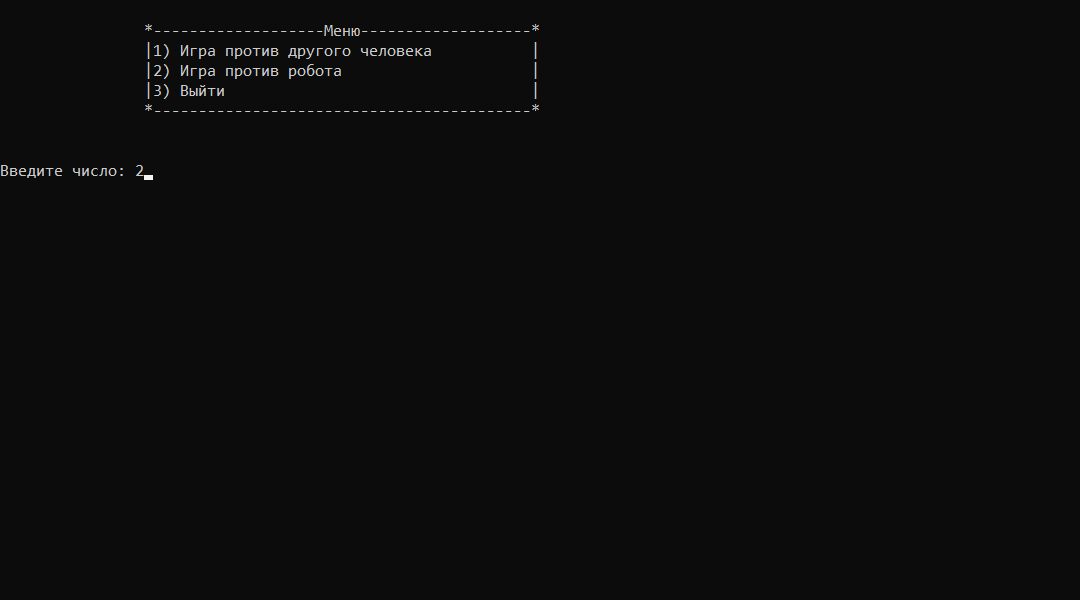 *-------------------Меню-------------------*
|1) Игра против другого человека           |
|2) Игра против робота                     |
|3) Выйти                                  |
*------------------------------------------*
Введите число: 2